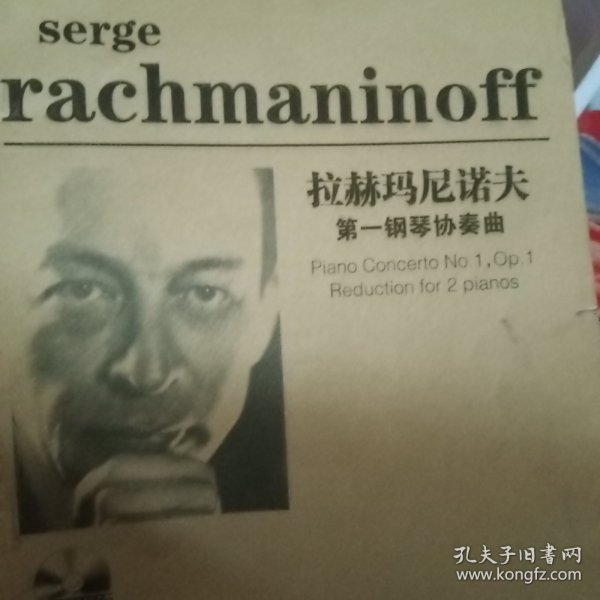 serge
rachmaninoff
拉赫玛尼诺夫
第一钢琴协奏曲
Piano Concerto No.1,Op.1
Reduction for 2 pianos
孔夫子旧书网
www.kongfz.com